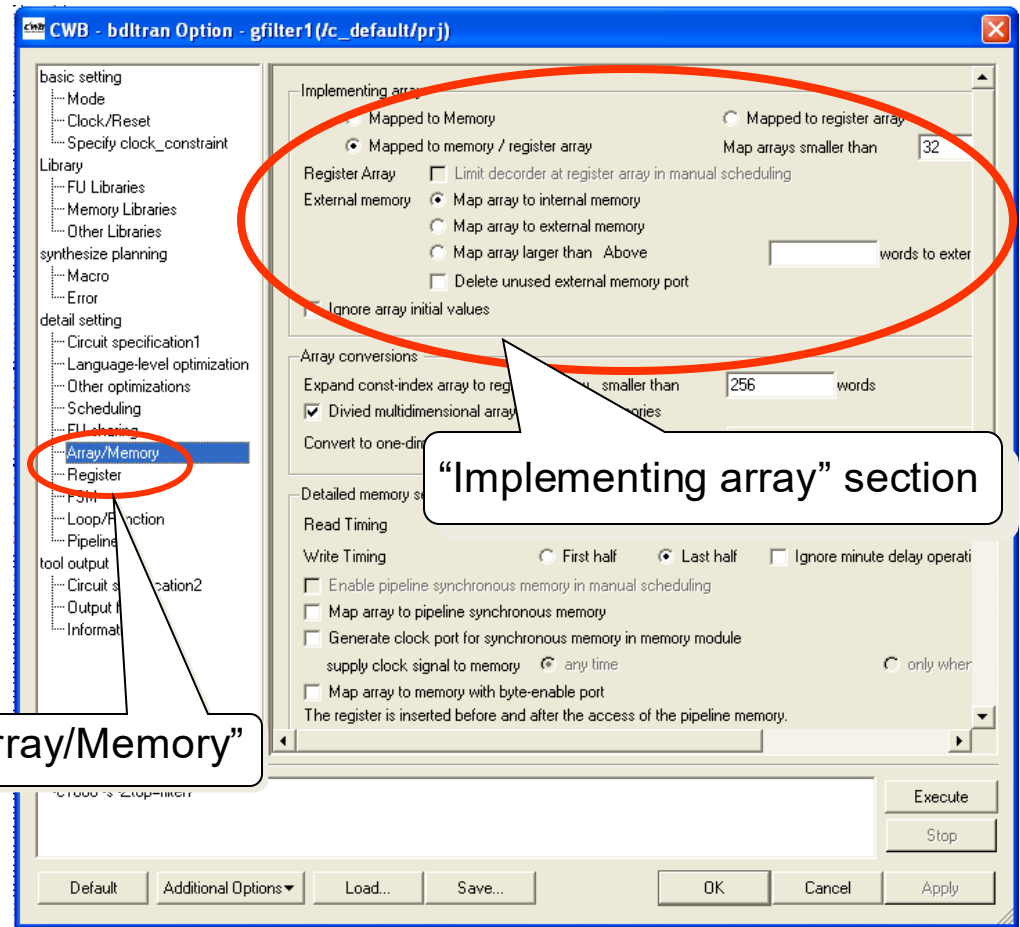 CWB - bdltran Option - gfilter1(/c_default/prj)
basic setting
Mode
Clock/Reset
Specify clock_constraint
Library
FU Libraries
Memory Libraries
Other Libraries
synthesize planning
Macro
Error
detail setting
Circuit specification1
Language-level optimization
Other optimizations
Scheduling
FU sharing
Array/Memory
Register
FSM
Loop/Function
Pipeline
tool output
Circuit s cation2
Output f
Informat
Implementing array
Mapped to Memory Mapped to register array
Mapped to memory / register array Map arrays smaller than 32
Register Array Limit decorder at register array in manual scheduling
External memory Map array to internal memory
Map array to external memory
Map array larger than Above words to exter
Delete unused external memory port
Ignore array initial values
Array conversions
Expand const-index array to reg smaller than 256 words
Divied multidimensional array ories
Convert to one-di
“Implementing array” section
Detailed memory s
Read Timing
Write Timing First half Last half Ignore minute delay operati
Enable pipeline synchronous memory in manual scheduling
Map array to pipeline synchronous memory
Generate clock port for synchronous memory in memory module
supply clock signal to memory any time only wher
Map array to memory with byte-enable port
The register is inserted before and after the access of the pipeline memory.
rray/Memory”
Execute
Stop
Default Additional Options Load... Save... OK Cancel Apply